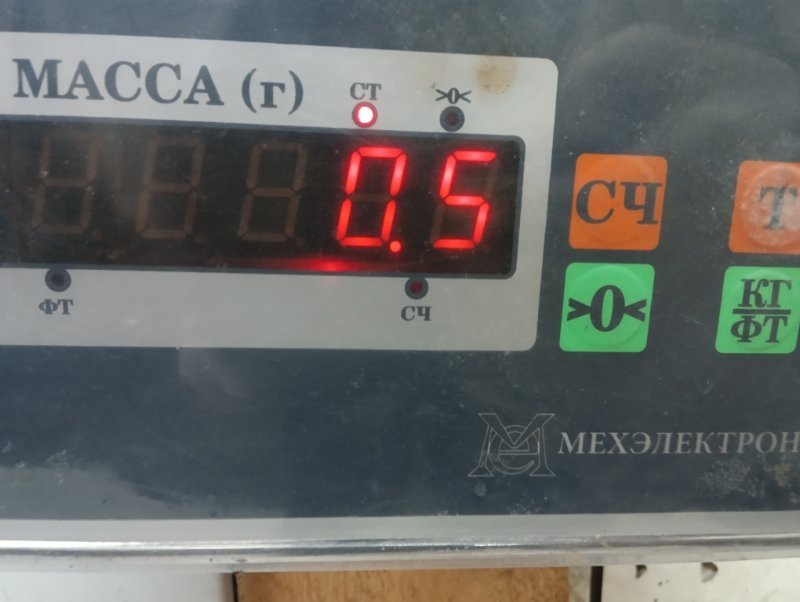 МАССА (г)
СТ
>0<
0.5
ФТ
СЧ
СЧ
Т
>0<
КГ
ФТ
МЕХЭЛЕКТРОН